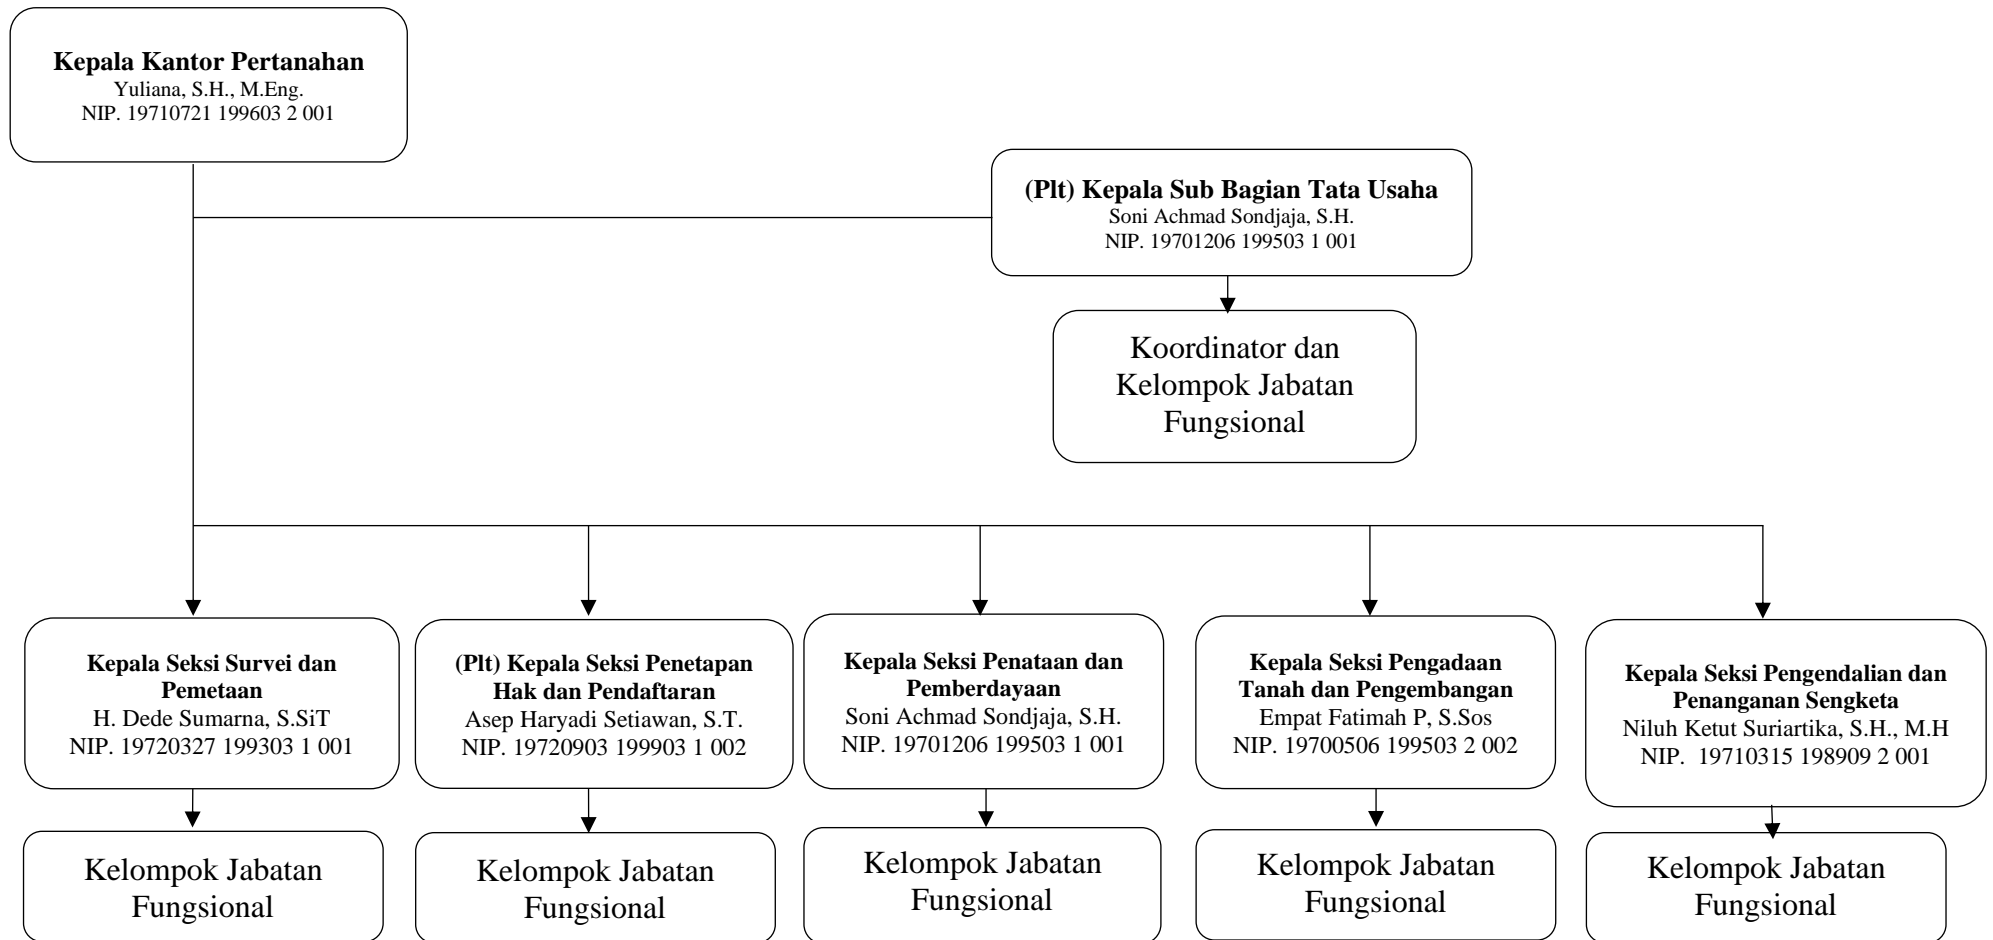 Kepala Kantor Pertanahan
Yuliana, S.H., M.Eng.
NIP. 19710721 199603 2 001
(Plt) Kepala Sub Bagian Tata Usaha
Soni Achmad Sondjaja, S.H.
NIP. 19701206 199503 1 001
Koordinator dan
Kelompok Jabatan
Fungsional
Kepala Seksi Survei dan
Pemetaan
H. Dede Sumarna, S.SiT
NIP. 19720327 199303 1 001
(Plt) Kepala Seksi Penetapan
Hak dan Pendaftaran
Asep Haryadi Setiawan, S.T.
NIP. 19720903 199903 1 002
Kepala Seksi Penataan dan
Pemberdayaan
Soni Achmad Sondjaja, S.H.
NIP. 19701206 199503 1 001
Kepala Seksi Pengadaan
Tanah dan Pengembangan
Empat Fatimah P, S.Sos
NIP. 19700506 199503 2 002
Kepala Seksi Pengendalian dan
Penanganan Sengketa
Niluh Ketut Suriartika, S.H., M.H
NIP.  19710315 198909 2 001
Kelompok Jabatan
Fungsional
Kelompok Jabatan
Fungsional
Kelompok Jabatan
Fungsional
Kelompok Jabatan
Fungsional
Kelompok Jabatan
Fungsional